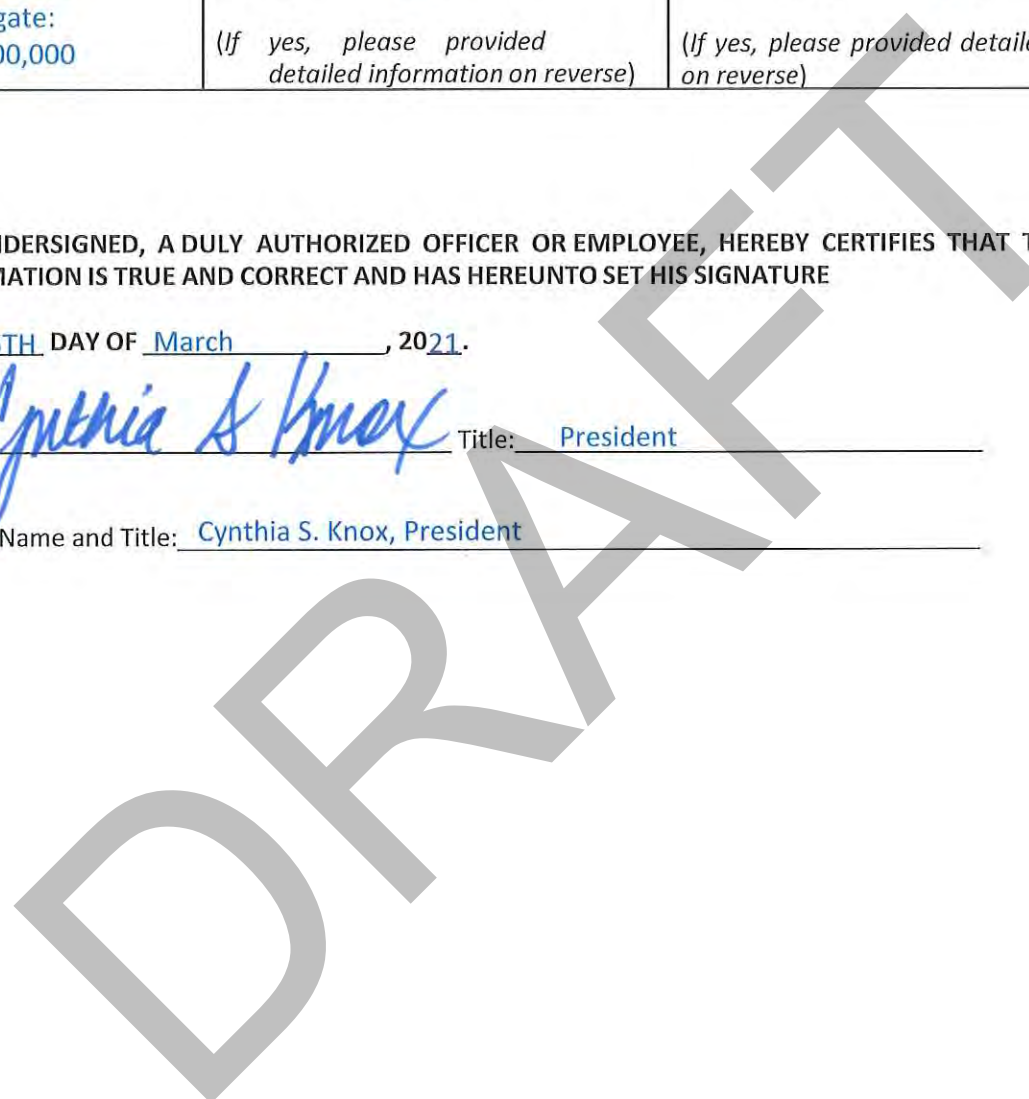 gate:
00,000
(If yes, please provided
detailed information on reverse)
(If yes, please provided detaile
on reverse)
NDERSIGNED, A DULY AUTHORIZED OFFICER OR EMPLOYEE, HEREBY CERTIFIES THAT T
MATION IS TRUE AND CORRECT AND HAS HEREUNTO SET HIS SIGNATURE
TH DAY OF March , 2021.
Cynthia S Knox Title: President
Name and Title: Cynthia S. Knox, President
DRAFT